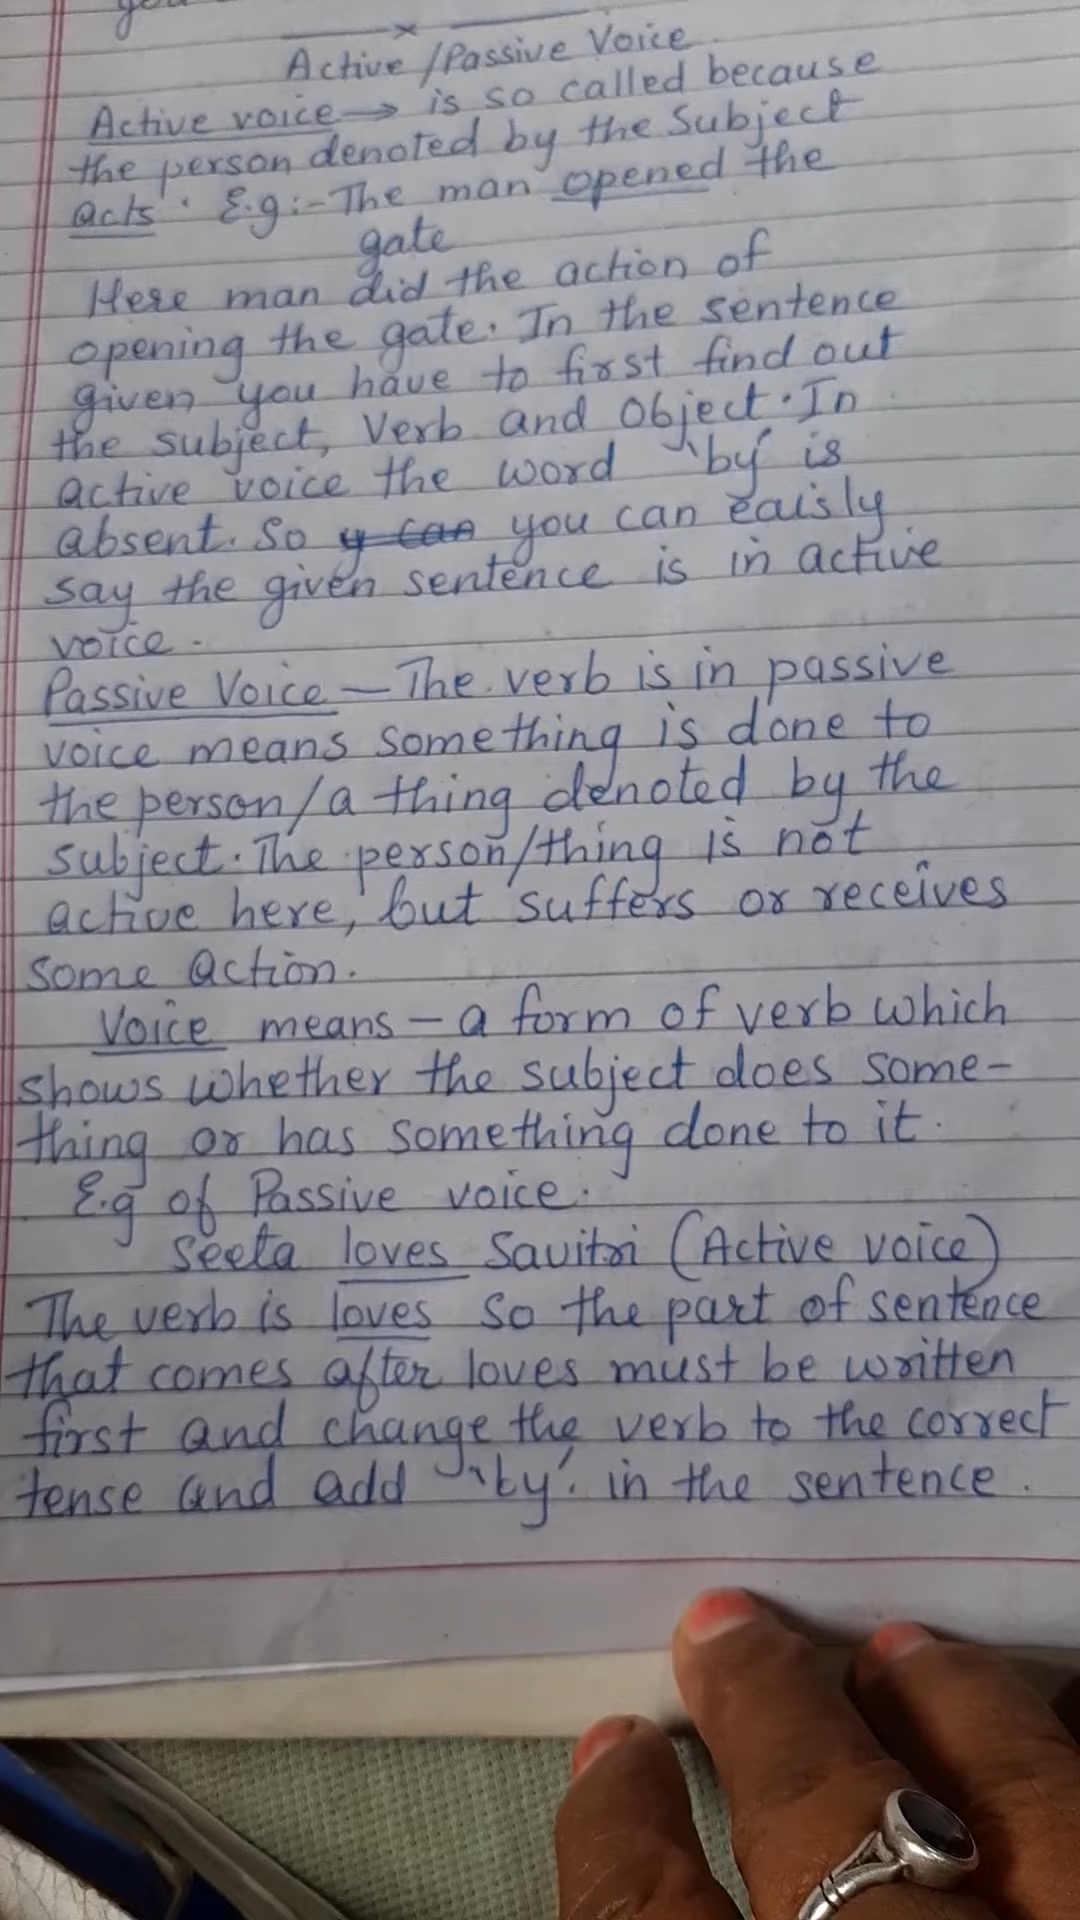 Active/Passive Voice
Active voice → is so called because
the person denoted by the subject
acts. E.g:- The man opened the
gate
Here man did the action of
opening the gate. In the sentence
given you have to first find out
the subject, Verb and Object. In
active voice the word 'by' is
absent. So y can you can eaisly
say the given sentence is in active
voice.
Passive Voice — The verb is in passive
voice means something is done to
the person/a thing denoted by the
subject. The person/thing is not
active here, but suffers or receives
some action.
Voice means — a form of verb which
shows whether the subject does some-
thing or has something done to it.
E.g of Passive voice.
Seeta loves Savitri (Active voice)
The verb is loves so the part of sentence
that comes after loves must be written
first and change the verb to the correct
tense and add 'by'. in the sentence.